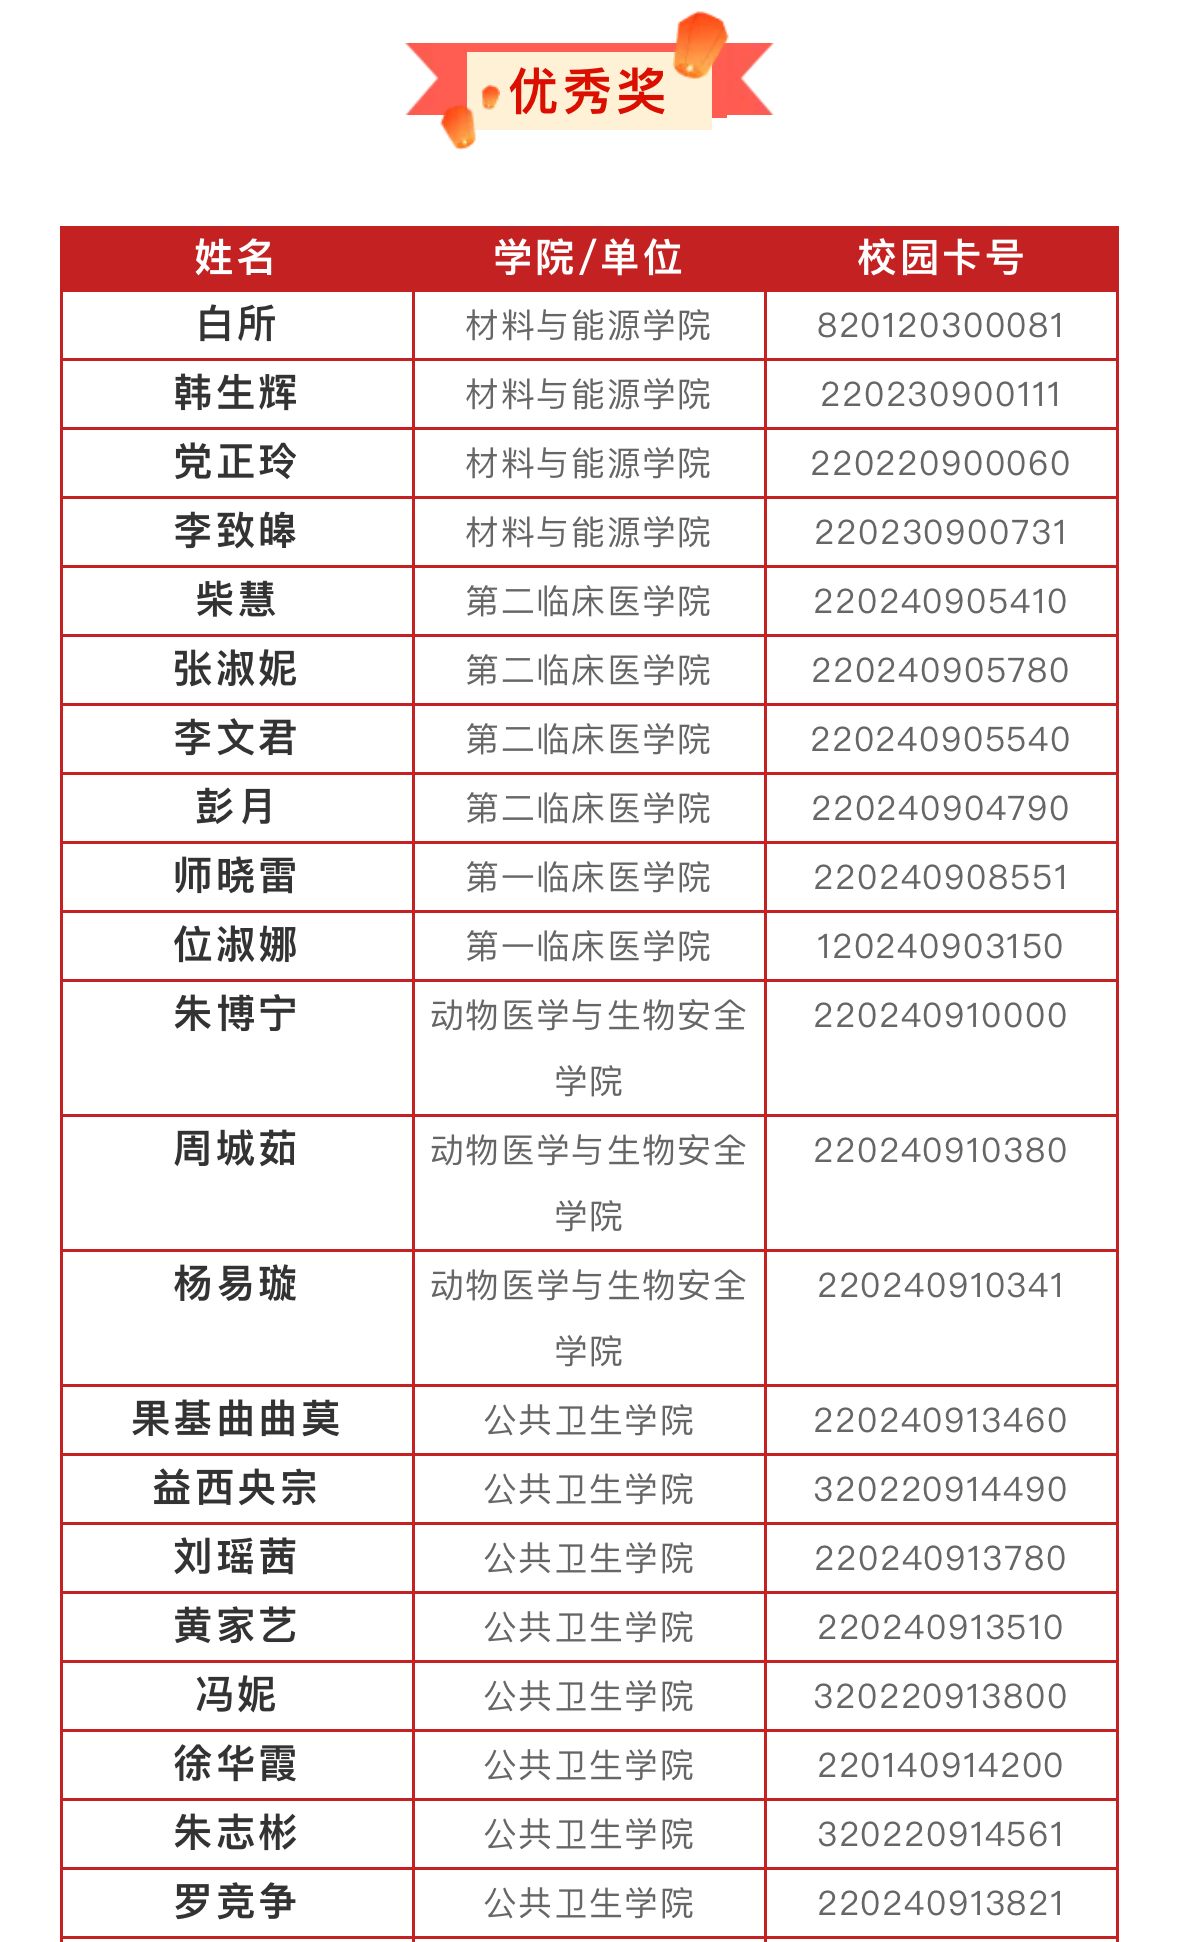 优秀奖
姓名 学院/单位 校园卡号
白所 材料与能源学院 820120300081
韩生辉 材料与能源学院 220230900111
党正玲 材料与能源学院 220220900060
李致皞 材料与能源学院 220230900731
柴慧 第二临床医学院 220240905410
张淑妮 第二临床医学院 220240905780
李文君 第二临床医学院 220240905540
彭月 第二临床医学院 220240904790
师晓雷 第一临床医学院 220240908551
位淑娜 第一临床医学院 120240903150
朱博宁 动物医学与生物安全 220240910000
学院
周城茹 动物医学与生物安全 220240910380
学院
杨易璇 动物医学与生物安全 220240910341
学院
果基曲曲莫 公共卫生学院 220240913460
益西央宗 公共卫生学院 320220914490
刘瑶茜 公共卫生学院 220240913780
黄家艺 公共卫生学院 220240913510
冯妮 公共卫生学院 320220913800
徐华霞 公共卫生学院 220140914200
朱志彬 公共卫生学院 320220914561
罗竞争 公共卫生学院 220240913821